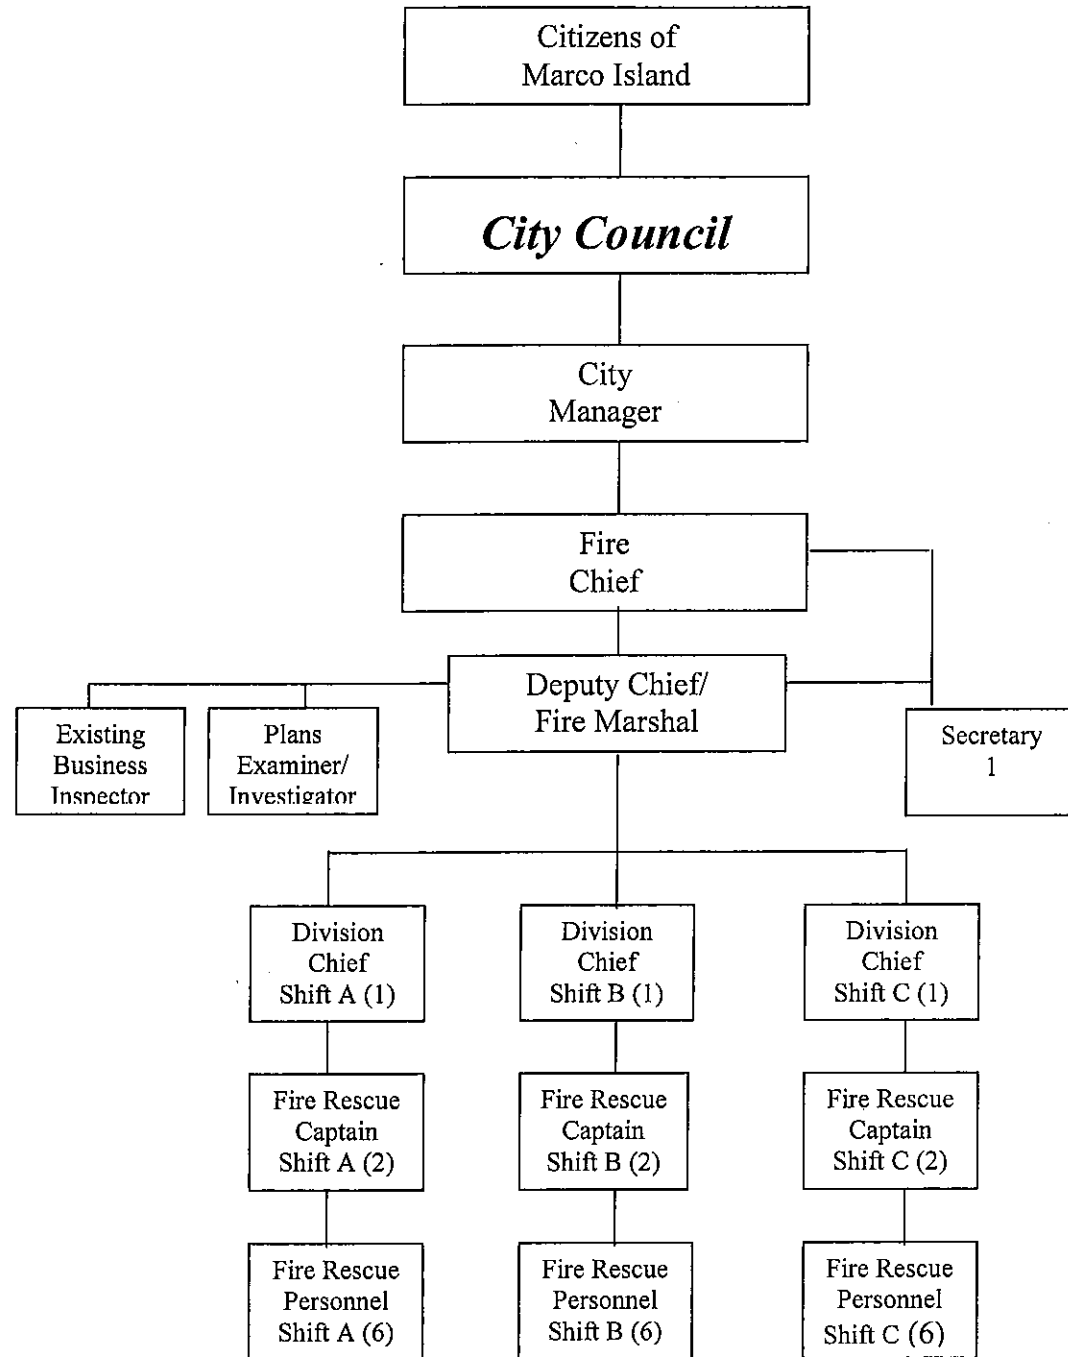 Citizens of
Marco Island
City Council
City
Manager
Fire
Chief
Deputy Chief/
Fire Marshal
Existing
Business
Inspector
Plans
Examiner/
Investigator
Secretary
1
Division
Chief
Shift A (1)
Division
Chief
Shift B (1)
Division
Chief
Shift C (1)
Fire Rescue
Captain
Shift A (2)
Fire Rescue
Captain
Shift B (2)
Fire Rescue
Captain
Shift C (2)
Fire Rescue
Personnel
Shift A (6)
Fire Rescue
Personnel
Shift B (6)
Fire Rescue
Personnel
Shift C (6)